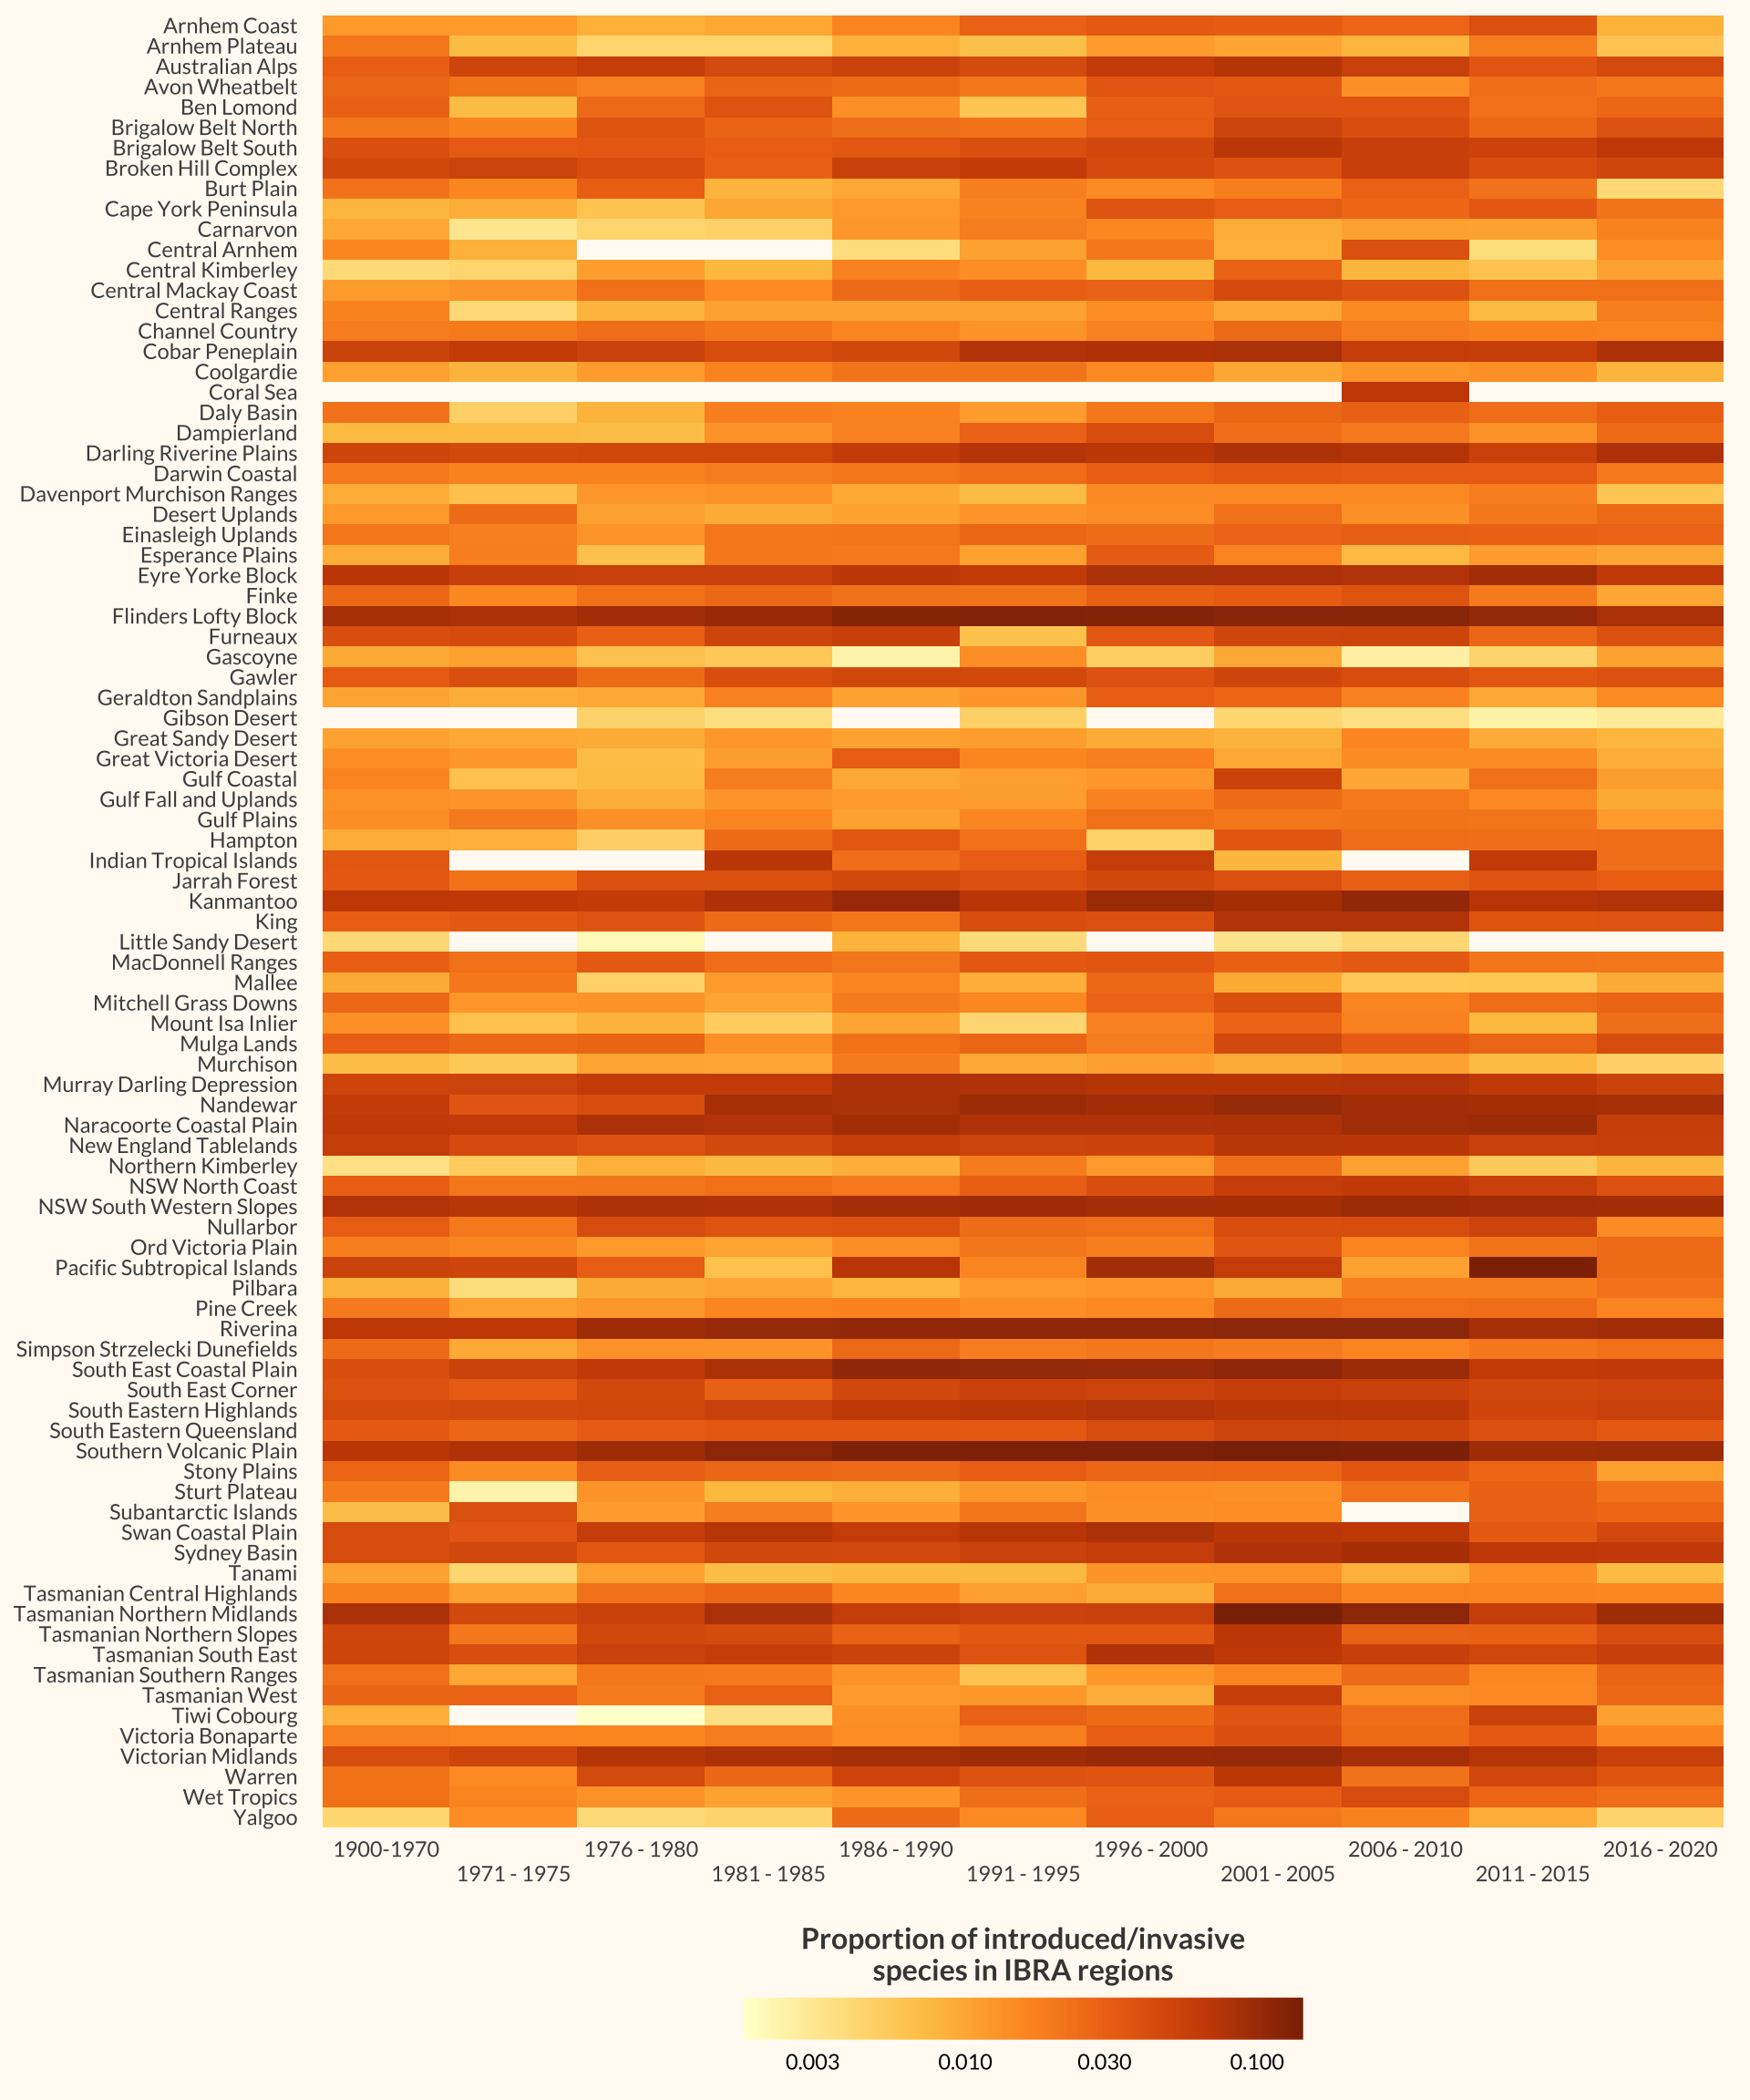 Arnhem Coast
Arnhem Plateau
Australian Alps
Avon Wheatbelt
Ben Lomond
Brigalow Belt North
Brigalow Belt South
Broken Hill Complex
Burt Plain
Cape York Peninsula
Carnarvon
Central Arnhem
Central Kimberley
Central Mackay Coast
Central Ranges
Channel Country
Cobar Peneplain
Coolgardie
Coral Sea
Daly Basin
Dampierland
Darling Riverine Plains
Darwin Coastal
Davenport Murchison Ranges
Desert Uplands
Einasleigh Uplands
Esperance Plains
Eyre Yorke Block
Finke
Flinders Lofty Block
Furneaux
Gascoyne
Gawler
Geraldton Sandplains
Gibson Desert
Great Sandy Desert
Great Victoria Desert
Gulf Coastal
Gulf Fall and Uplands
Gulf Plains
Hampton
Indian Tropical Islands
Jarrah Forest
Kanmantoo
King
Little Sandy Desert
MacDonnell Ranges
Mallee
Mitchell Grass Downs
Mount Isa Inlier
Mulga Lands
Murchison
Murray Darling Depression
Nandewar
Naracoorte Coastal Plain
New England Tablelands
Northern Kimberley
NSW North Coast
NSW South Western Slopes
Nullarbor
Ord Victoria Plain
Pacific Subtropical Islands
Pilbara
Pine Creek
Riverina
Simpson Strzelecki Dunefields
South East Coastal Plain
South East Corner
South Eastern Highlands
South Eastern Queensland
Southern Volcanic Plain
Stony Plains
Sturt Plateau
Subantarctic Islands
Swan Coastal Plain
Sydney Basin
Tanami
Tasmanian Central Highlands
Tasmanian Northern Midlands
Tasmanian Northern Slopes
Tasmanian South East
Tasmanian Southern Ranges
Tasmanian West
Tiwi Cobourg
Victoria Bonaparte
Victorian Midlands
Warren
Wet Tropics
Yalgoo
1900-1970 1976 - 1980 1986 - 1990 1996 - 2000 2006 - 2010 2016 - 2020
1971 - 1975 1981 - 1985 1991 - 1995 2001 - 2005 2011 - 2015
Proportion of introduced/invasive
species in IBRA regions
0.003 0.010 0.030 0.100